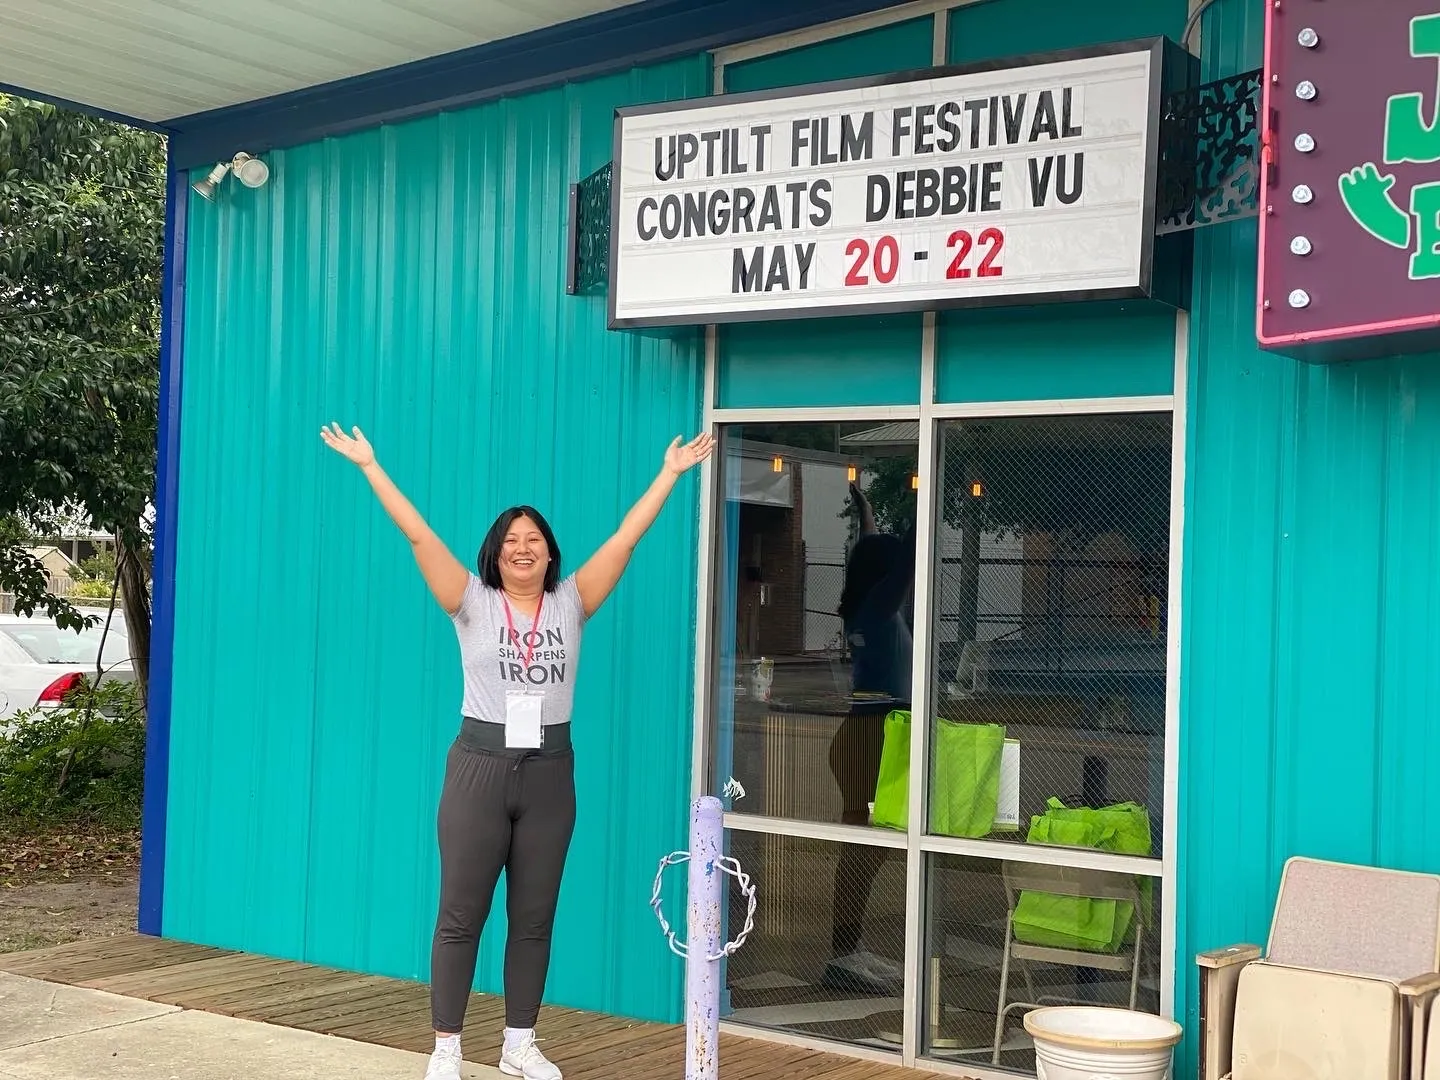 UPTILT FILM FESTIVAL
CONGRATS DEBBIE VU
MAY 20 - 22
IRON
SHARPENS
IRON